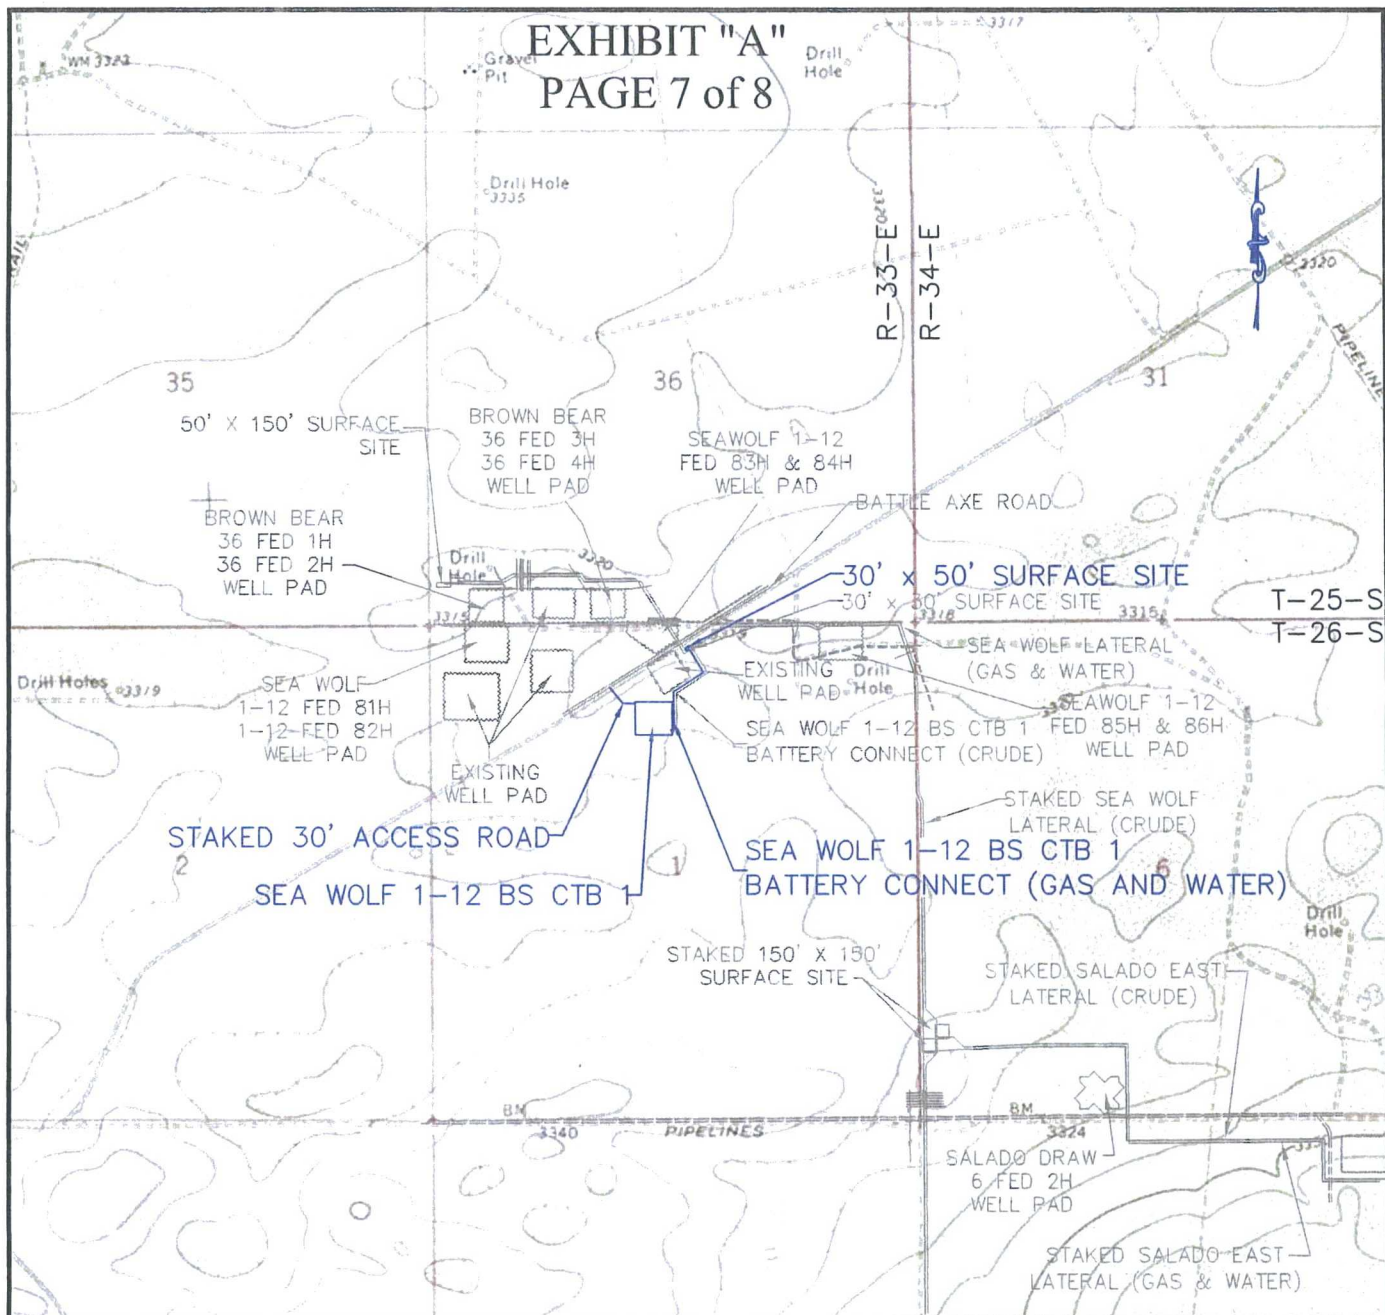 EXHIBIT "A"
PAGE 7 of 8
WM 3323
Gravel
Pit
Drill
Hole
3317
Drill Hole
3335
3320
R-33-E
R-34-E
3320
PIPELINE
35
36
31
50' X 150' SURFACE
SITE
BROWN BEAR
36 FED 3H
36 FED 4H
WELL PAD
SEAWOLF 1-12
FED 83H & 84H
WELL PAD
BATTLE AXE ROAD
BROWN BEAR
36 FED 1H
36 FED 2H
WELL PAD
Drill
Hole
3320
30' x 50' SURFACE SITE
SURFACE SITE
3315
3316
3315
T-25-S
T-26-S
SEA WOLF LATERAL
(GAS & WATER)
Drill Holes
3319
SEA WOLF
1-12 FED 81H
1-12 FED 82H
WELL PAD
EXISTING
WELL PAD
Drill
Hole
SEAWOLF 1-12
FED 85H & 86H
WELL PAD
SEA WOLF 1-12 BS CTB 1
BATTERY CONNECT (CRUDE)
EXISTING
WELL PAD
STAKED SEA WOLF
LATERAL (CRUDE)
STAKED 30' ACCESS ROAD
SEA WOLF 1-12 BS CTB 1
BATTERY CONNECT (GAS AND WATER)
2
1
6
SEA WOLF 1-12 BS CTB 1
Drill
Hole
STAKED 150' X 150'
SURFACE SITE
STAKED SALADO EAST
LATERAL (CRUDE)
BM
3340
PIPELINES
BM
3324
SALADO DRAW
6 FED 2H
WELL PAD
STAKED SALADO EAST
LATERAL (GAS & WATER)